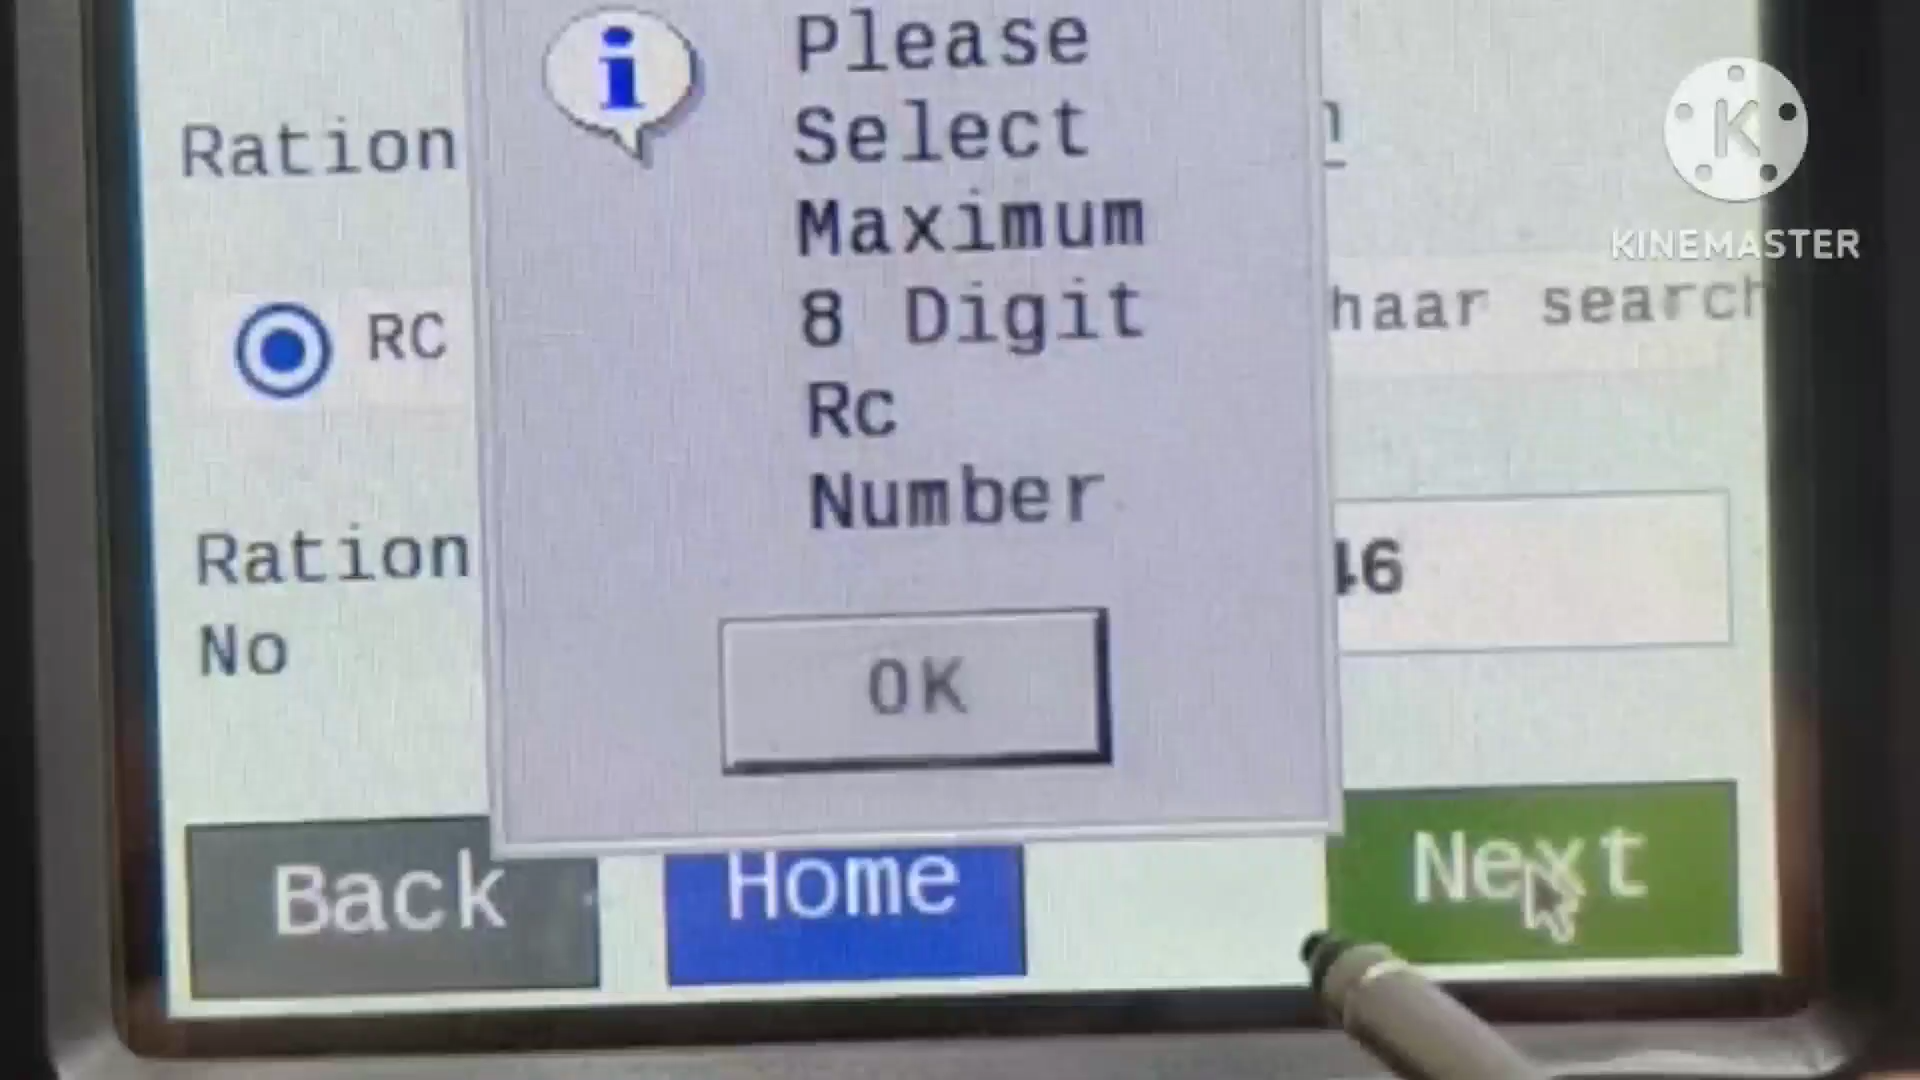 Please
Select
Maximum
8 Digit
Rc
Number
OK
Ration
RC
haar search
Ration
No
46
Back
Home
Next
K
KINEMASTER